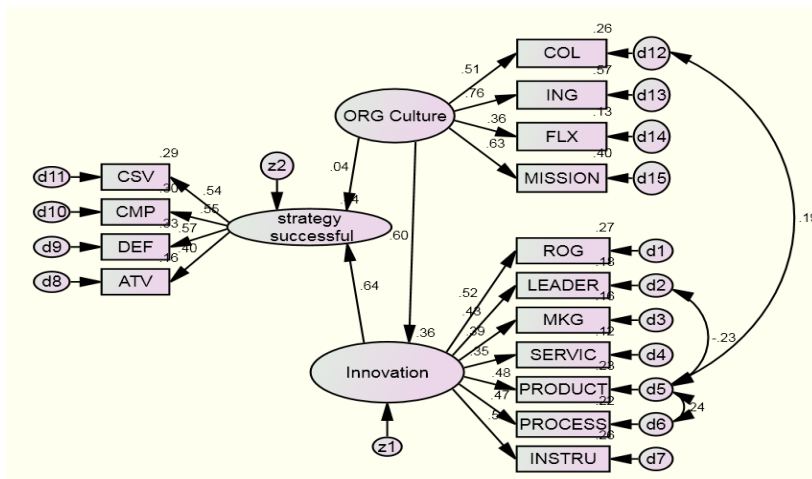 .26
COL
d12
.51
.57
ING
d13
.76
.13
FLX
d14
.36
.40
MISSION
d15
.63
ORG Culture
.04
.60
.19
z2
strategy
successful
.29
CSV
d11
.54
CMP
d10
.55
.33
DEF
d9
.57
.16
ATV
d8
.40
.64
.27
ROG
d1
.52
.18
LEADER
d2
.43
.16
MKG
d3
.39
.12
SERVIC
d4
.35
.23
PRODUCT
d5
.48
.22
PROCESS
d6
.47
.26
INSTRU
d7
-.23
.24
.36
Innovation
z1